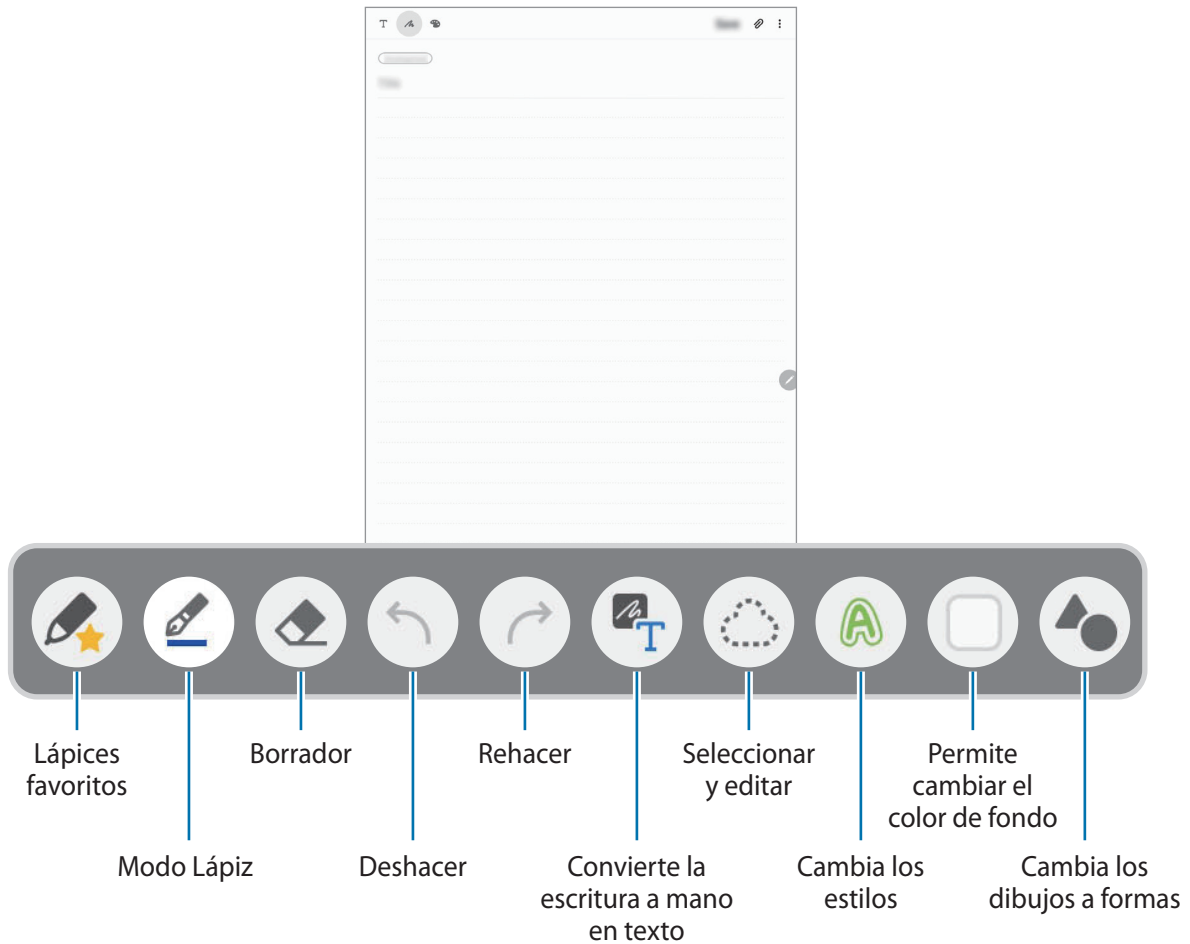 T
Lápices
favoritos
Borrador
Rehacer
Seleccionar
y editar
Permite
cambiar el
color de fondo
Modo Lápiz
Deshacer
Convierte la
escritura a mano
en texto
Cambia los
estilos
Cambia los
dibujos a formas